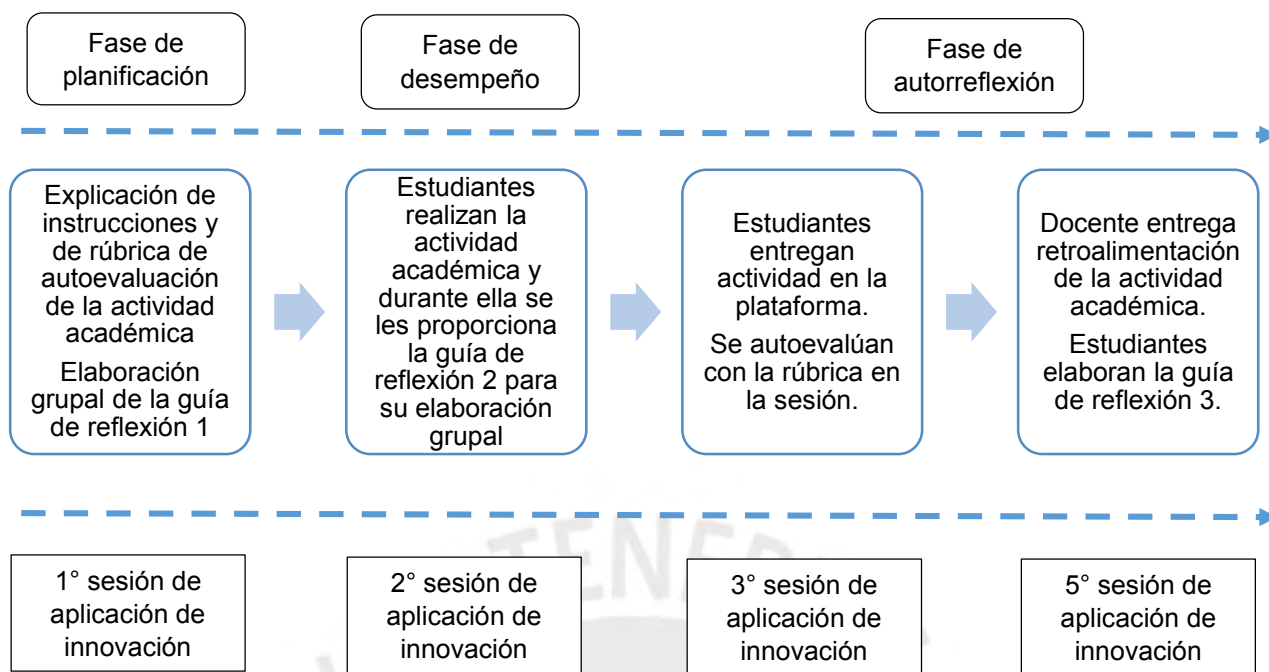 Fase de
planificación
Fase de
desempeño
Fase de
autorreflexión
Explicación de
instrucciones y
de rúbrica de
autoevaluación
de la actividad
académica
Elaboración
grupal de la guía
de reflexión 1
Estudiantes
realizan la
actividad
académica y
durante ella se
les proporciona
la guía de
reflexión 2 para
su elaboración
grupal
Estudiantes
entregan
actividad en la
plataforma.
Se autoevalúan
con la rúbrica en
la sesión.
Docente entrega
retroalimentación
de la actividad
académica.
Estudiantes
elaboran la guía
de reflexión 3.
1° sesión de
aplicación de
innovación
2° sesión de
aplicación de
innovación
3° sesión de
aplicación de
innovación
5° sesión de
aplicación de
innovación